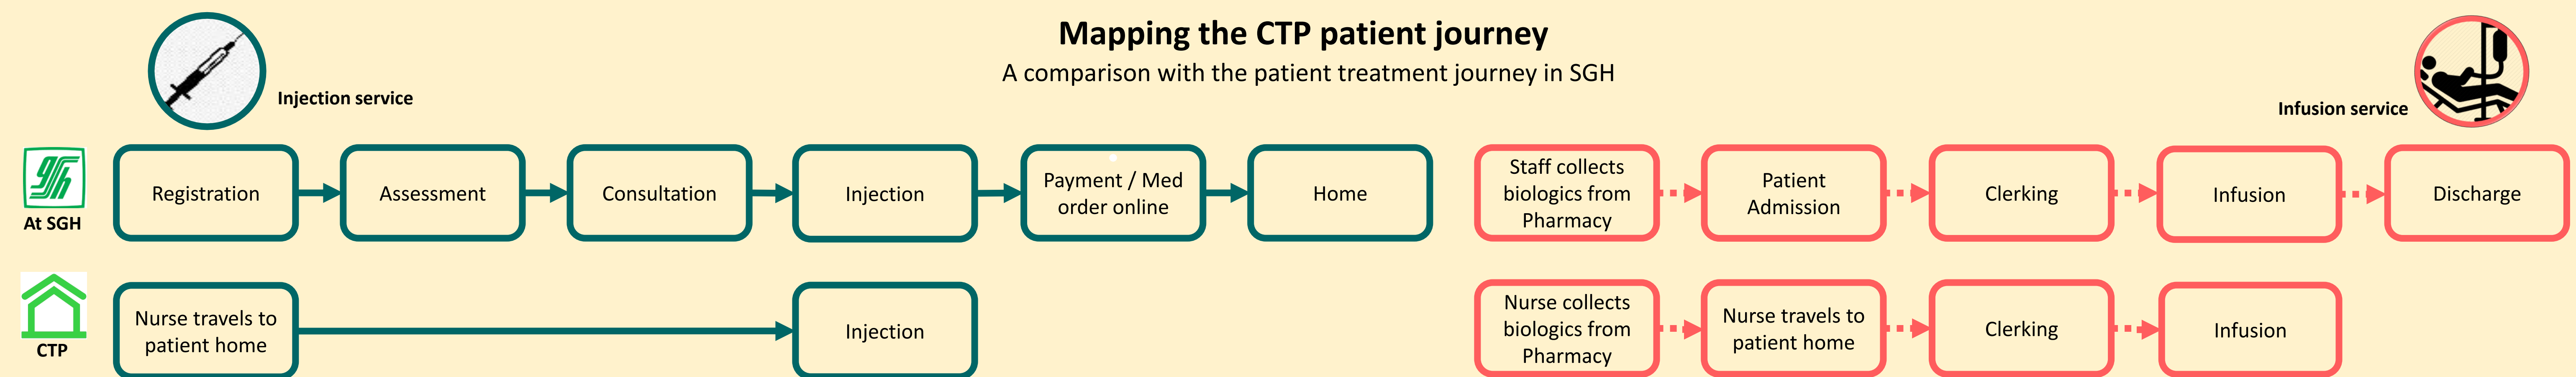 Mapping the CTP patient journey
A comparison with the patient treatment journey in SGH
Injection service
Infusion service
At SGH
Registration
Assessment
Consultation
Injection
Payment / Med
order online
Home
Staff collects
biologics from
Pharmacy
Patient
Admission
Clerking
Infusion
Discharge
CTP
Nurse travels to
patient home
Injection
Nurse collects
biologics from
Pharmacy
Nurse travels to
patient home
Clerking
Infusion